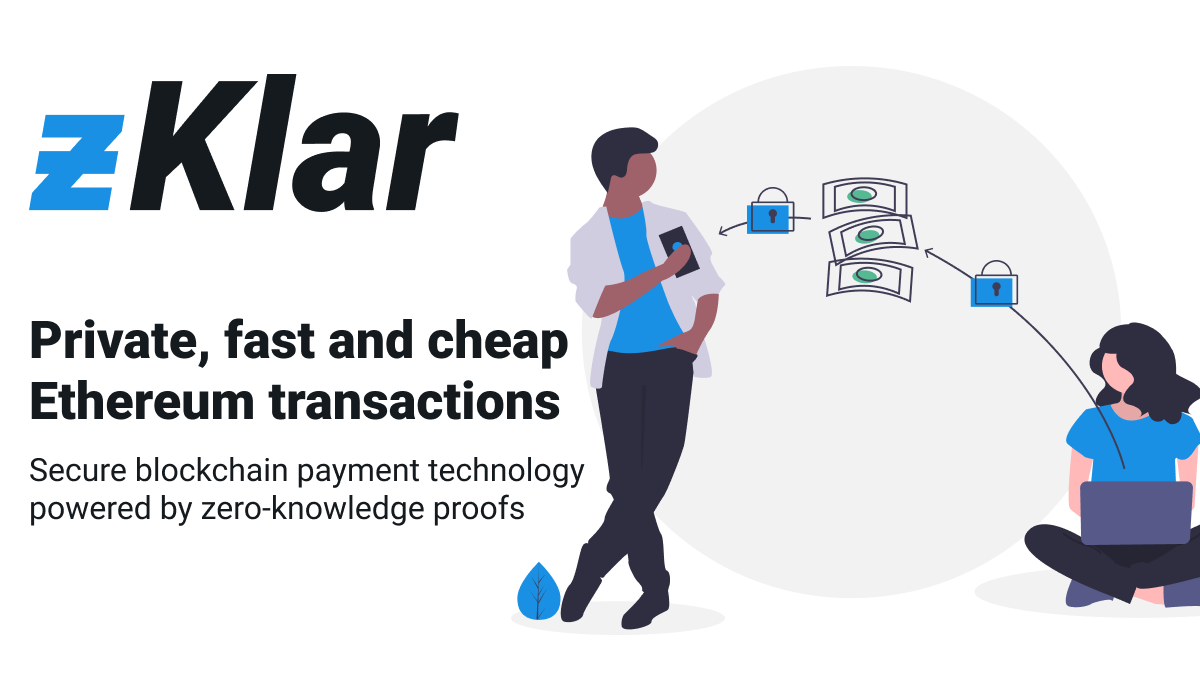 zKlar
Private, fast and cheap
Ethereum transactions
Secure blockchain payment technology
powered by zero-knowledge proofs